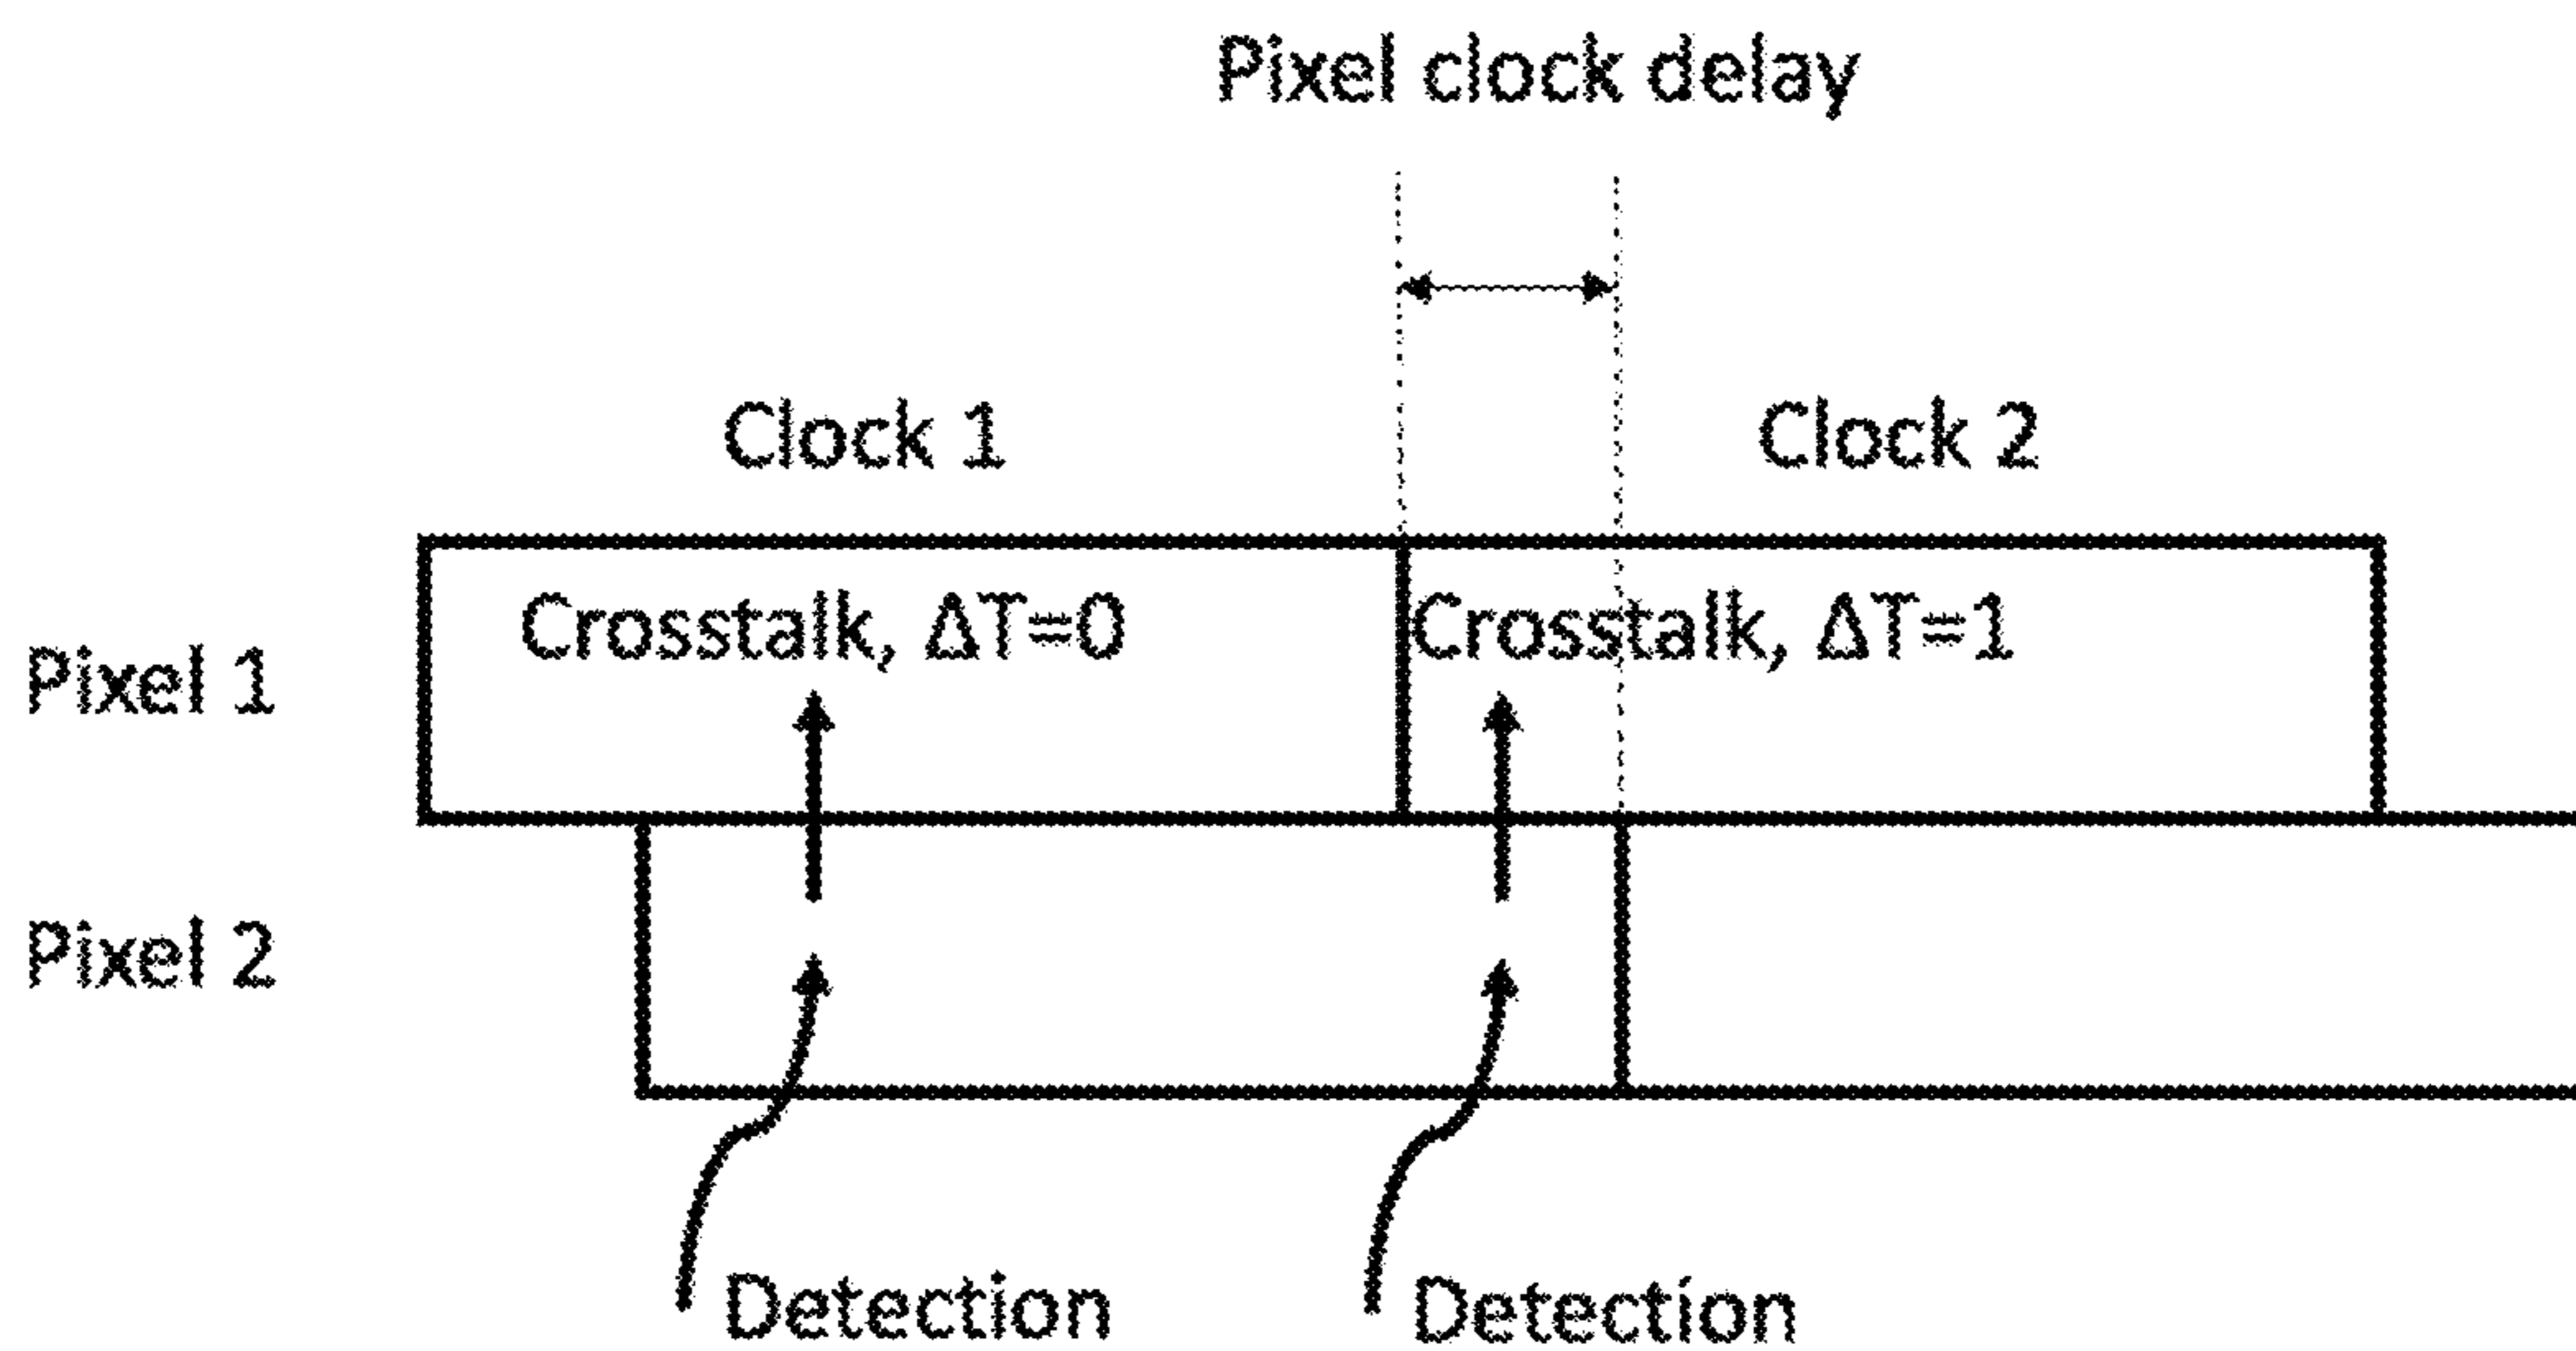 Pixel clock delay
Clock 1
Clock 2
Crosstalk, ΔT=0
Crosstalk, ΔT=1
Pixel 1
Pixel 2
Detection
Detection